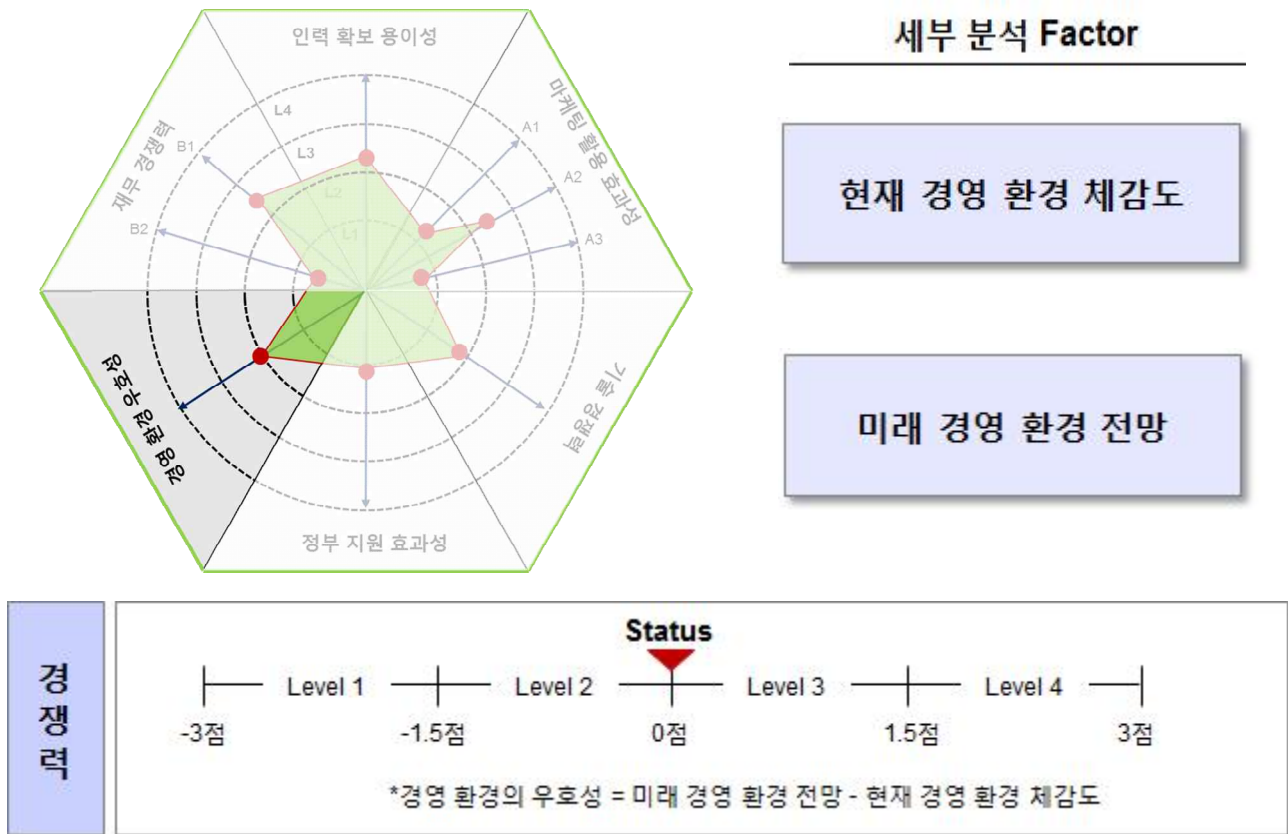 인력 확보 용이성
마케팅 활용 효과성
기술 경쟁력
정부 지원 효과성
경영 환경 우호성
재무 경쟁력
L4
L3
L2
L1
A1
A2
A3
B1
B2
세부 분석 Factor
현재 경영 환경 체감도
미래 경영 환경 전망
경쟁력
Status
Level 1
Level 2
Level 3
Level 4
-3점
-1.5점
0점
1.5점
3점
*경영 환경의 우호성 = 미래 경영 환경 전망 - 현재 경영 환경 체감도